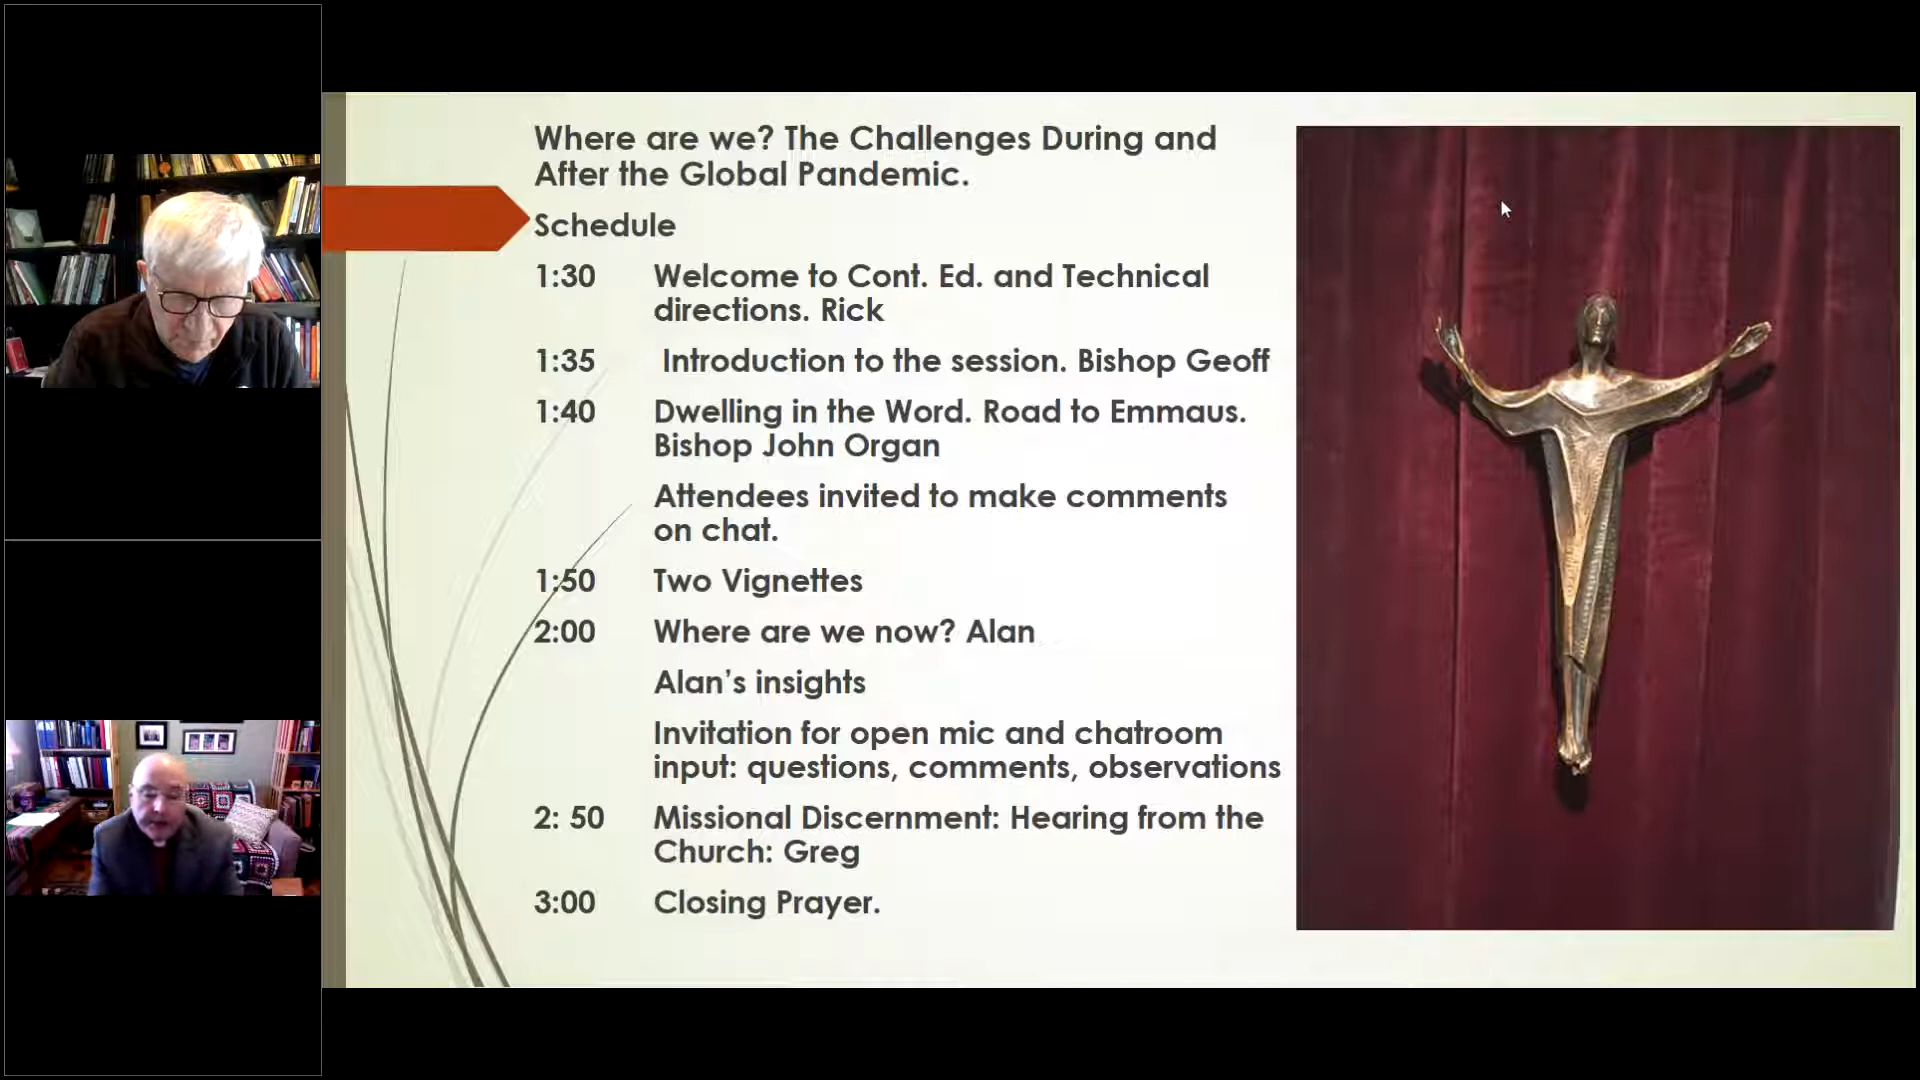 Where are we? The Challenges During and
After the Global Pandemic.
Schedule
1:30 Welcome to Cont. Ed. and Technical
directions. Rick
1:35 Introduction to the session. Bishop Geoff
1:40 Dwelling in the Word. Road to Emmaus.
Bishop John Organ
Attendees invited to make comments
on chat.
1:50 Two Vignettes
2:00 Where are we now? Alan
Alan’s insights
Invitation for open mic and chatroom
input: questions, comments, observations
2: 50 Missional Discernment: Hearing from the
Church: Greg
3:00 Closing Prayer.